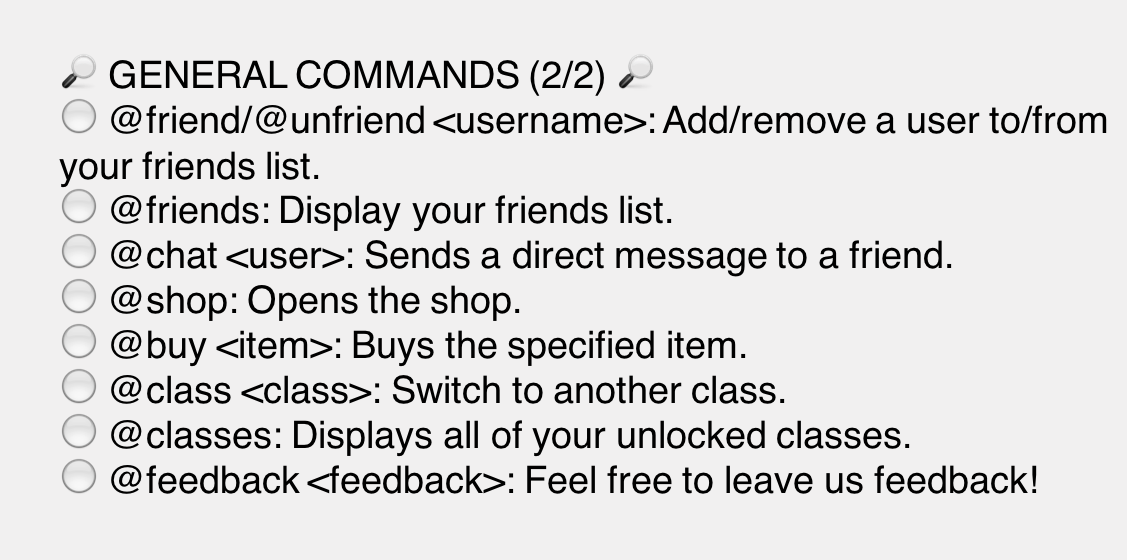 🔎 GENERAL COMMANDS (2/2) 🔎
⚪ @friend/@unfriend <username>: Add/remove a user to/from
your friends list.
⚪ @friends: Display your friends list.
⚪ @chat <user>: Sends a direct message to a friend.
⚪ @shop: Opens the shop.
⚪ @buy <item>: Buys the specified item.
⚪ @class <class>: Switch to another class.
⚪ @classes: Displays all of your unlocked classes.
⚪ @feedback <feedback>: Feel free to leave us feedback!